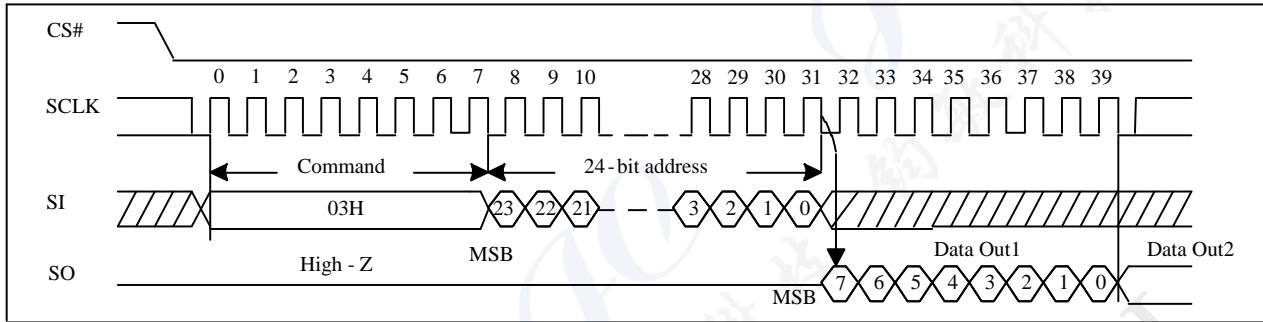 CS#
0 1 2 3 4 5 6 7 8 9 10 28 29 30 31 32 33 34 35 36 37 38 39
SCLK
Command 24-bit address
SI 03H 23 22 21 3 2 1 0
MSB Data Out1 Data Out2
High - Z
SO 7 6 5 4 3 2 1 0
MSB